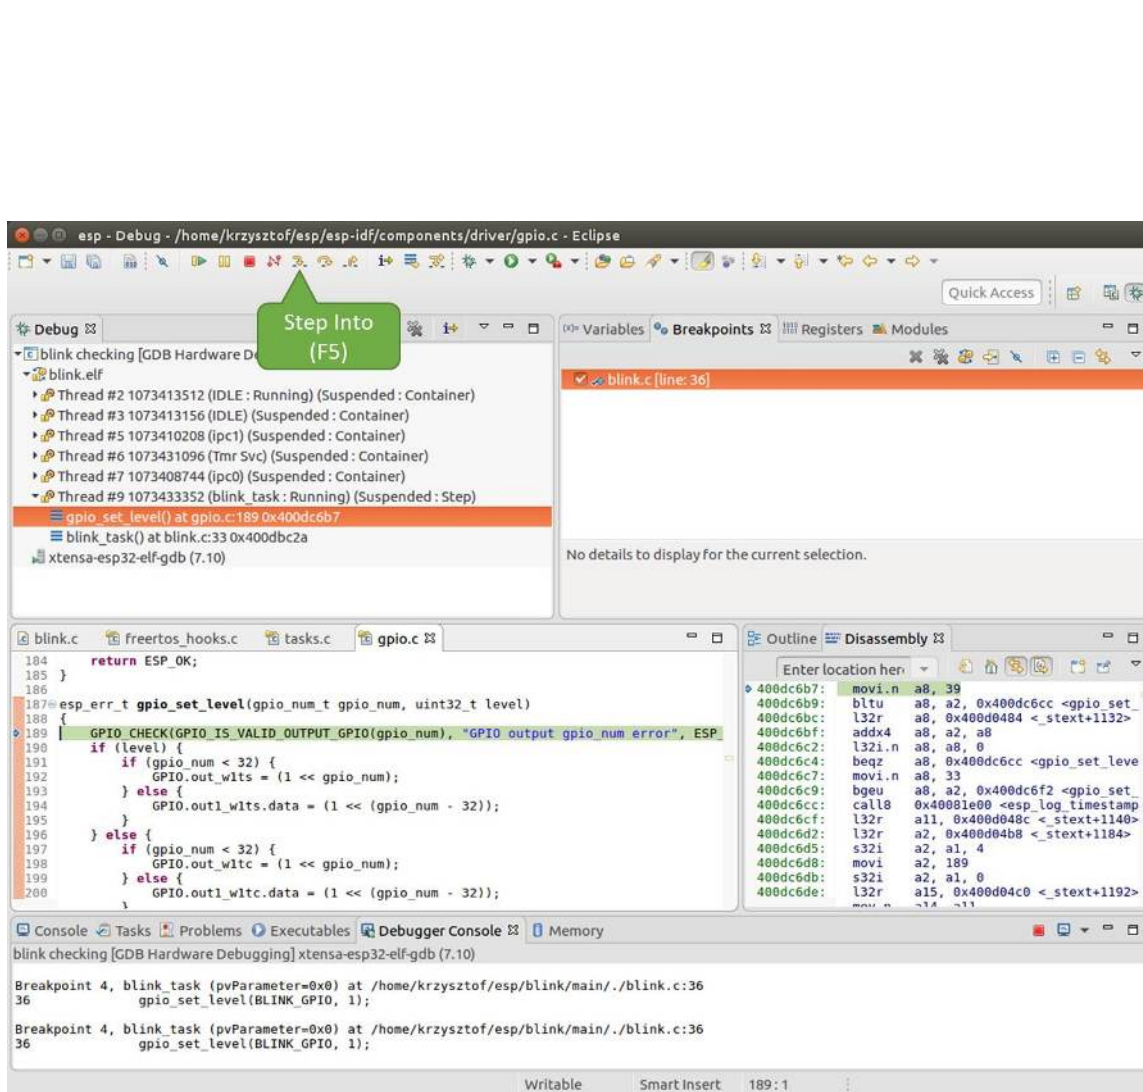 esp - Debug - /home/krzysztof/esp/esp-idf/components/driver/gpio.c - Eclipse
Quick Access
Step Into
(F5)
Debug
blink checking [GDB Hardware D
blink.elf
Thread #2 1073413512 (IDLE : Running) (Suspended : Container)
Thread #3 1073413156 (IDLE) (Suspended : Container)
Thread #5 1073410208 (ipc1) (Suspended : Container)
Thread #6 1073431096 (Tmr Svc) (Suspended : Container)
Thread #7 1073408744 (ipc0) (Suspended : Container)
Thread #9 1073433352 (blink_task : Running) (Suspended : Step)
gpio_set_level() at gpio.c:189 0x400dc6b7
blink_task() at blink.c:33 0x400dbc2a
xtensa-esp32-elf-gdb (7.10)
(x)= Variables Breakpoints Registers Modules
blink.c [line: 36]
No details to display for the current selection.
blink.c freertos_hooks.c tasks.c gpio.c
184 return ESP_OK;
185 }
186
187 esp_err_t gpio_set_level(gpio_num_t gpio_num, uint32_t level)
188 {
189 GPIO_CHECK(GPIO_IS_VALID_OUTPUT_GPIO(gpio_num), "GPIO output gpio_num error", ESP_
190 if (level) {
191 if (gpio_num < 32) {
192 GPIO.out_w1ts = (1 << gpio_num);
193 } else {
194 GPIO.out1_w1ts.data = (1 << (gpio_num - 32));
195 }
196 } else {
197 if (gpio_num < 32) {
198 GPIO.out_w1tc = (1 << gpio_num);
199 } else {
200 GPIO.out1_w1tc.data = (1 << (gpio_num - 32));
Outline Disassembly
Enter location her
400dc6b7: movi.n a8, 39
400dc6b9: bltu a8, a2, 0x400dc6cc <gpio_set_
400dc6bc: l32r a8, 0x400d0484 <_stext+1132>
400dc6bf: addx4 a8, a2, a8
400dc6c2: l32i.n a8, a8, 0
400dc6c4: beqz a8, 0x400dc6cc <gpio_set_leve
400dc6c7: movi.n a8, 33
400dc6c9: bgeu a8, a2, 0x400dc6f2 <gpio_set_
400dc6cc: call8 0x40081e00 <esp_log_timestamp
400dc6cf: l32r a11, 0x400d048c <_stext+1140>
400dc6d2: l32r a2, 0x400d04b8 <_stext+1184>
400dc6d5: s32i a2, a1, 4
400dc6d8: movi a2, 189
400dc6db: s32i a2, a1, 0
400dc6de: l32r a15, 0x400d04c0 <_stext+1192>
Console Tasks Problems Executables Debugger Console Memory
blink checking [GDB Hardware Debugging] xtensa-esp32-elf-gdb (7.10)
Breakpoint 4, blink_task (pvParameter=0x0) at /home/krzysztof/esp/blink/main/./blink.c:36
36 gpio_set_level(BLINK_GPIO, 1);
Breakpoint 4, blink_task (pvParameter=0x0) at /home/krzysztof/esp/blink/main/./blink.c:36
36 gpio_set_level(BLINK_GPIO, 1);
Writable Smart Insert 189 : 1